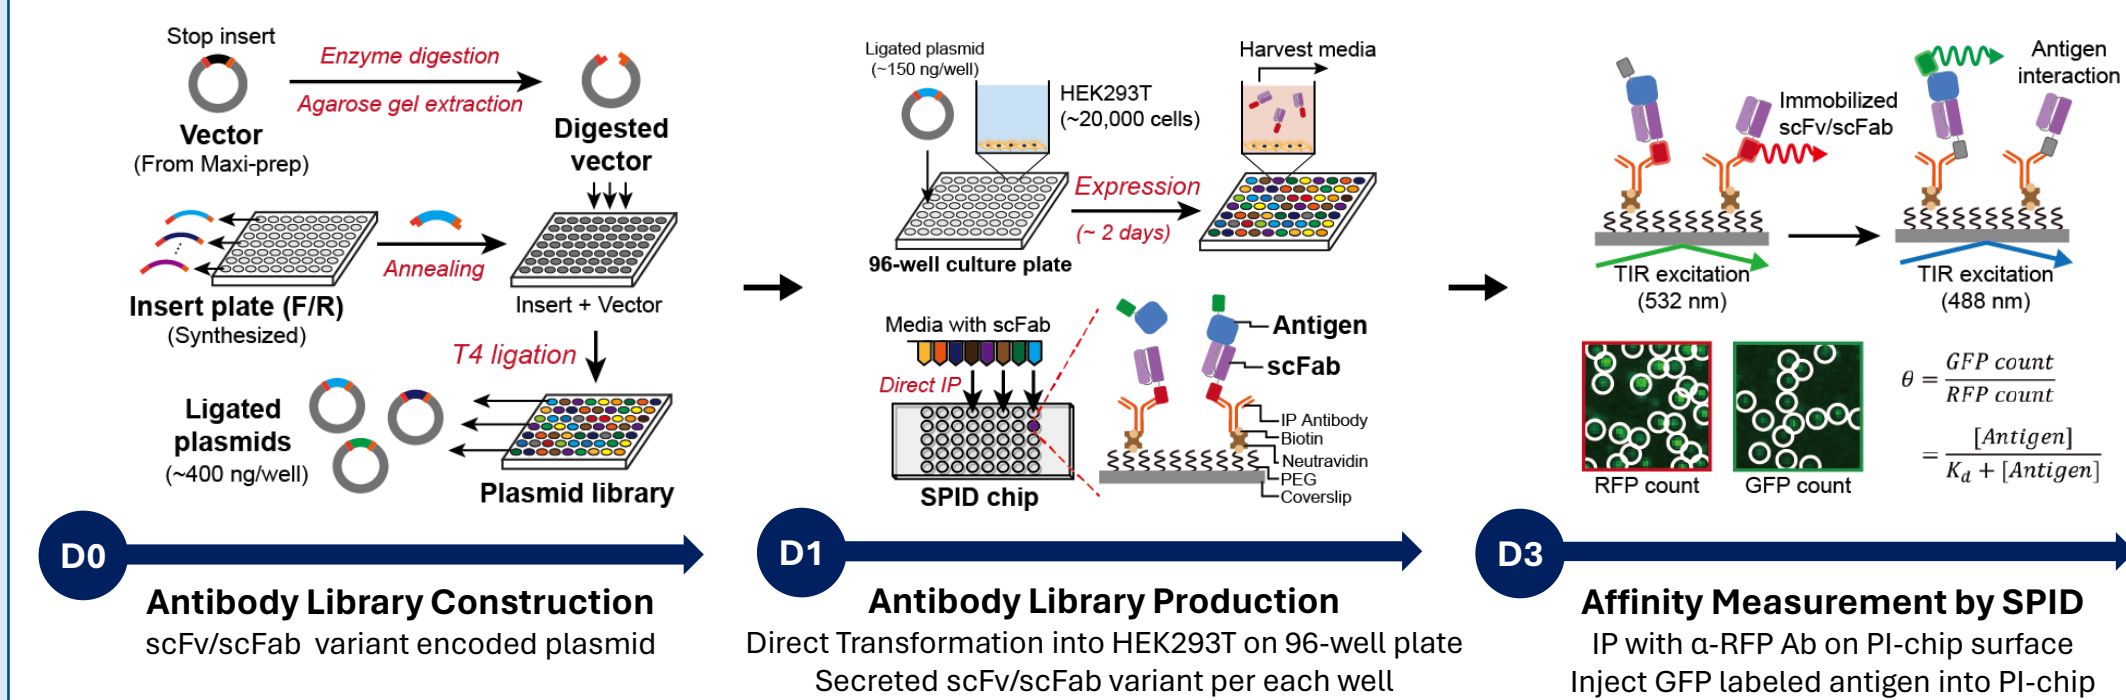 Stop insert
Enzyme digestion
Agarose gel extraction
Vector
(From Maxi-prep)
Digested
vector
Annealing
Insert plate (F/R)
(Synthesized)
Insert + Vector
T4 ligation
Ligated
plasmids
(~400 ng/well)
Plasmid library
D0
Antibody Library Construction
scFv/scFab variant encoded plasmid
Ligated plasmid
(~150 ng/well)
HEK293T
(~20,000 cells)
Harvest media
Expression
(~ 2 days)
96-well culture plate
Media with scFab
Direct IP
SPID chip
Antigen
scFab
IP Antibody
Biotin
Neutravidin
PEG
Coverslip
D1
Antibody Library Production
Direct Transformation into HEK293T on 96-well plate
Secreted scFv/scFab variant per each well
Immobilized
scFv/scFab
Antigen
interaction
TIR excitation
(532 nm)
TIR excitation
(488 nm)
RFP count
GFP count
θ = GFP count / RFP count
= [Antigen] / K_d + [Antigen]
D3
Affinity Measurement by SPID
IP with α-RFP Ab on PI-chip surface
Inject GFP labeled antigen into PI-chip